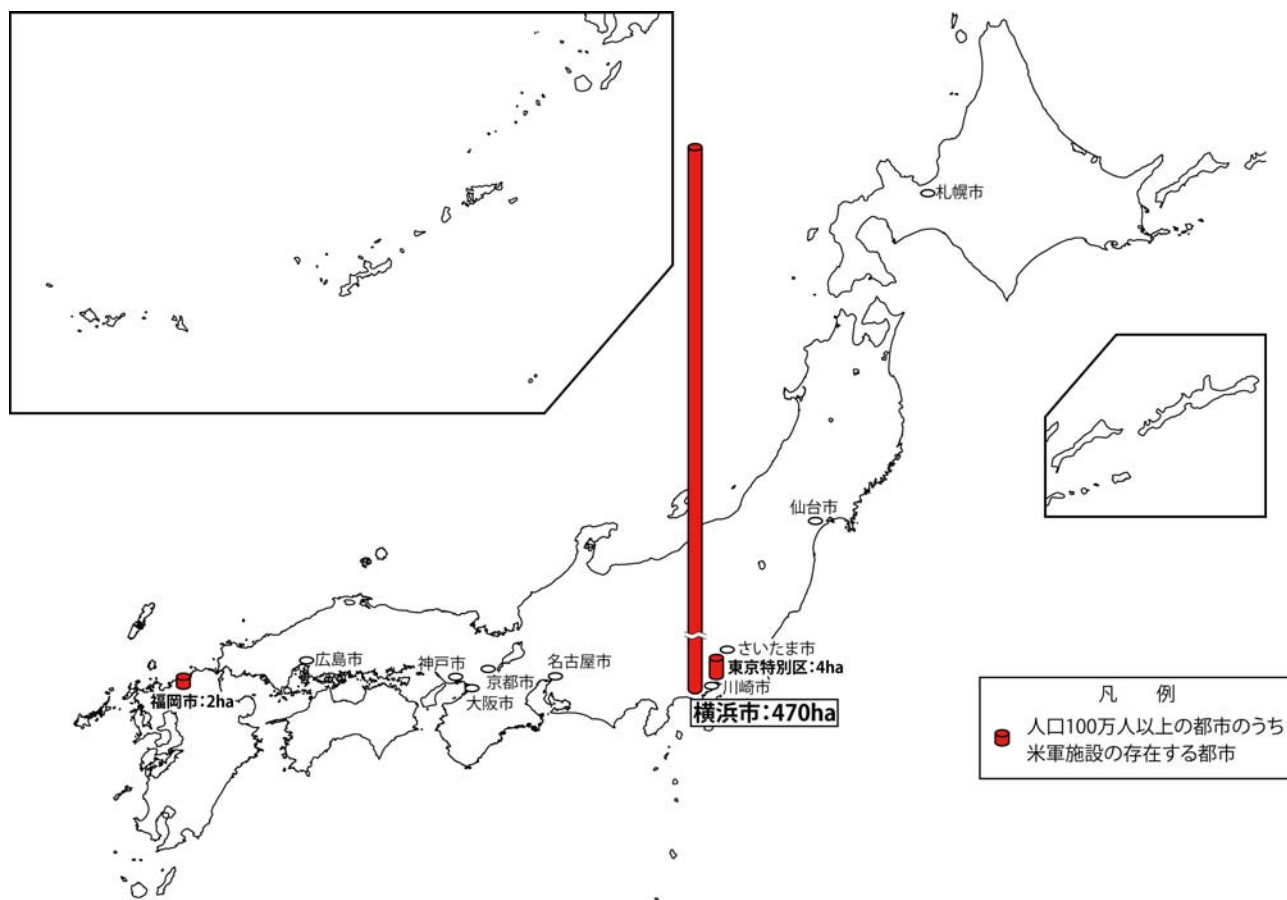 札幌市
仙台市
さいたま市
東京特別区:4ha
川崎市
横浜市:470ha
名古屋市
京都市
神戸市
大阪市
広島市
福岡市:2ha
凡 例
人口100万人以上の都市のうち
米軍施設の存在する都市